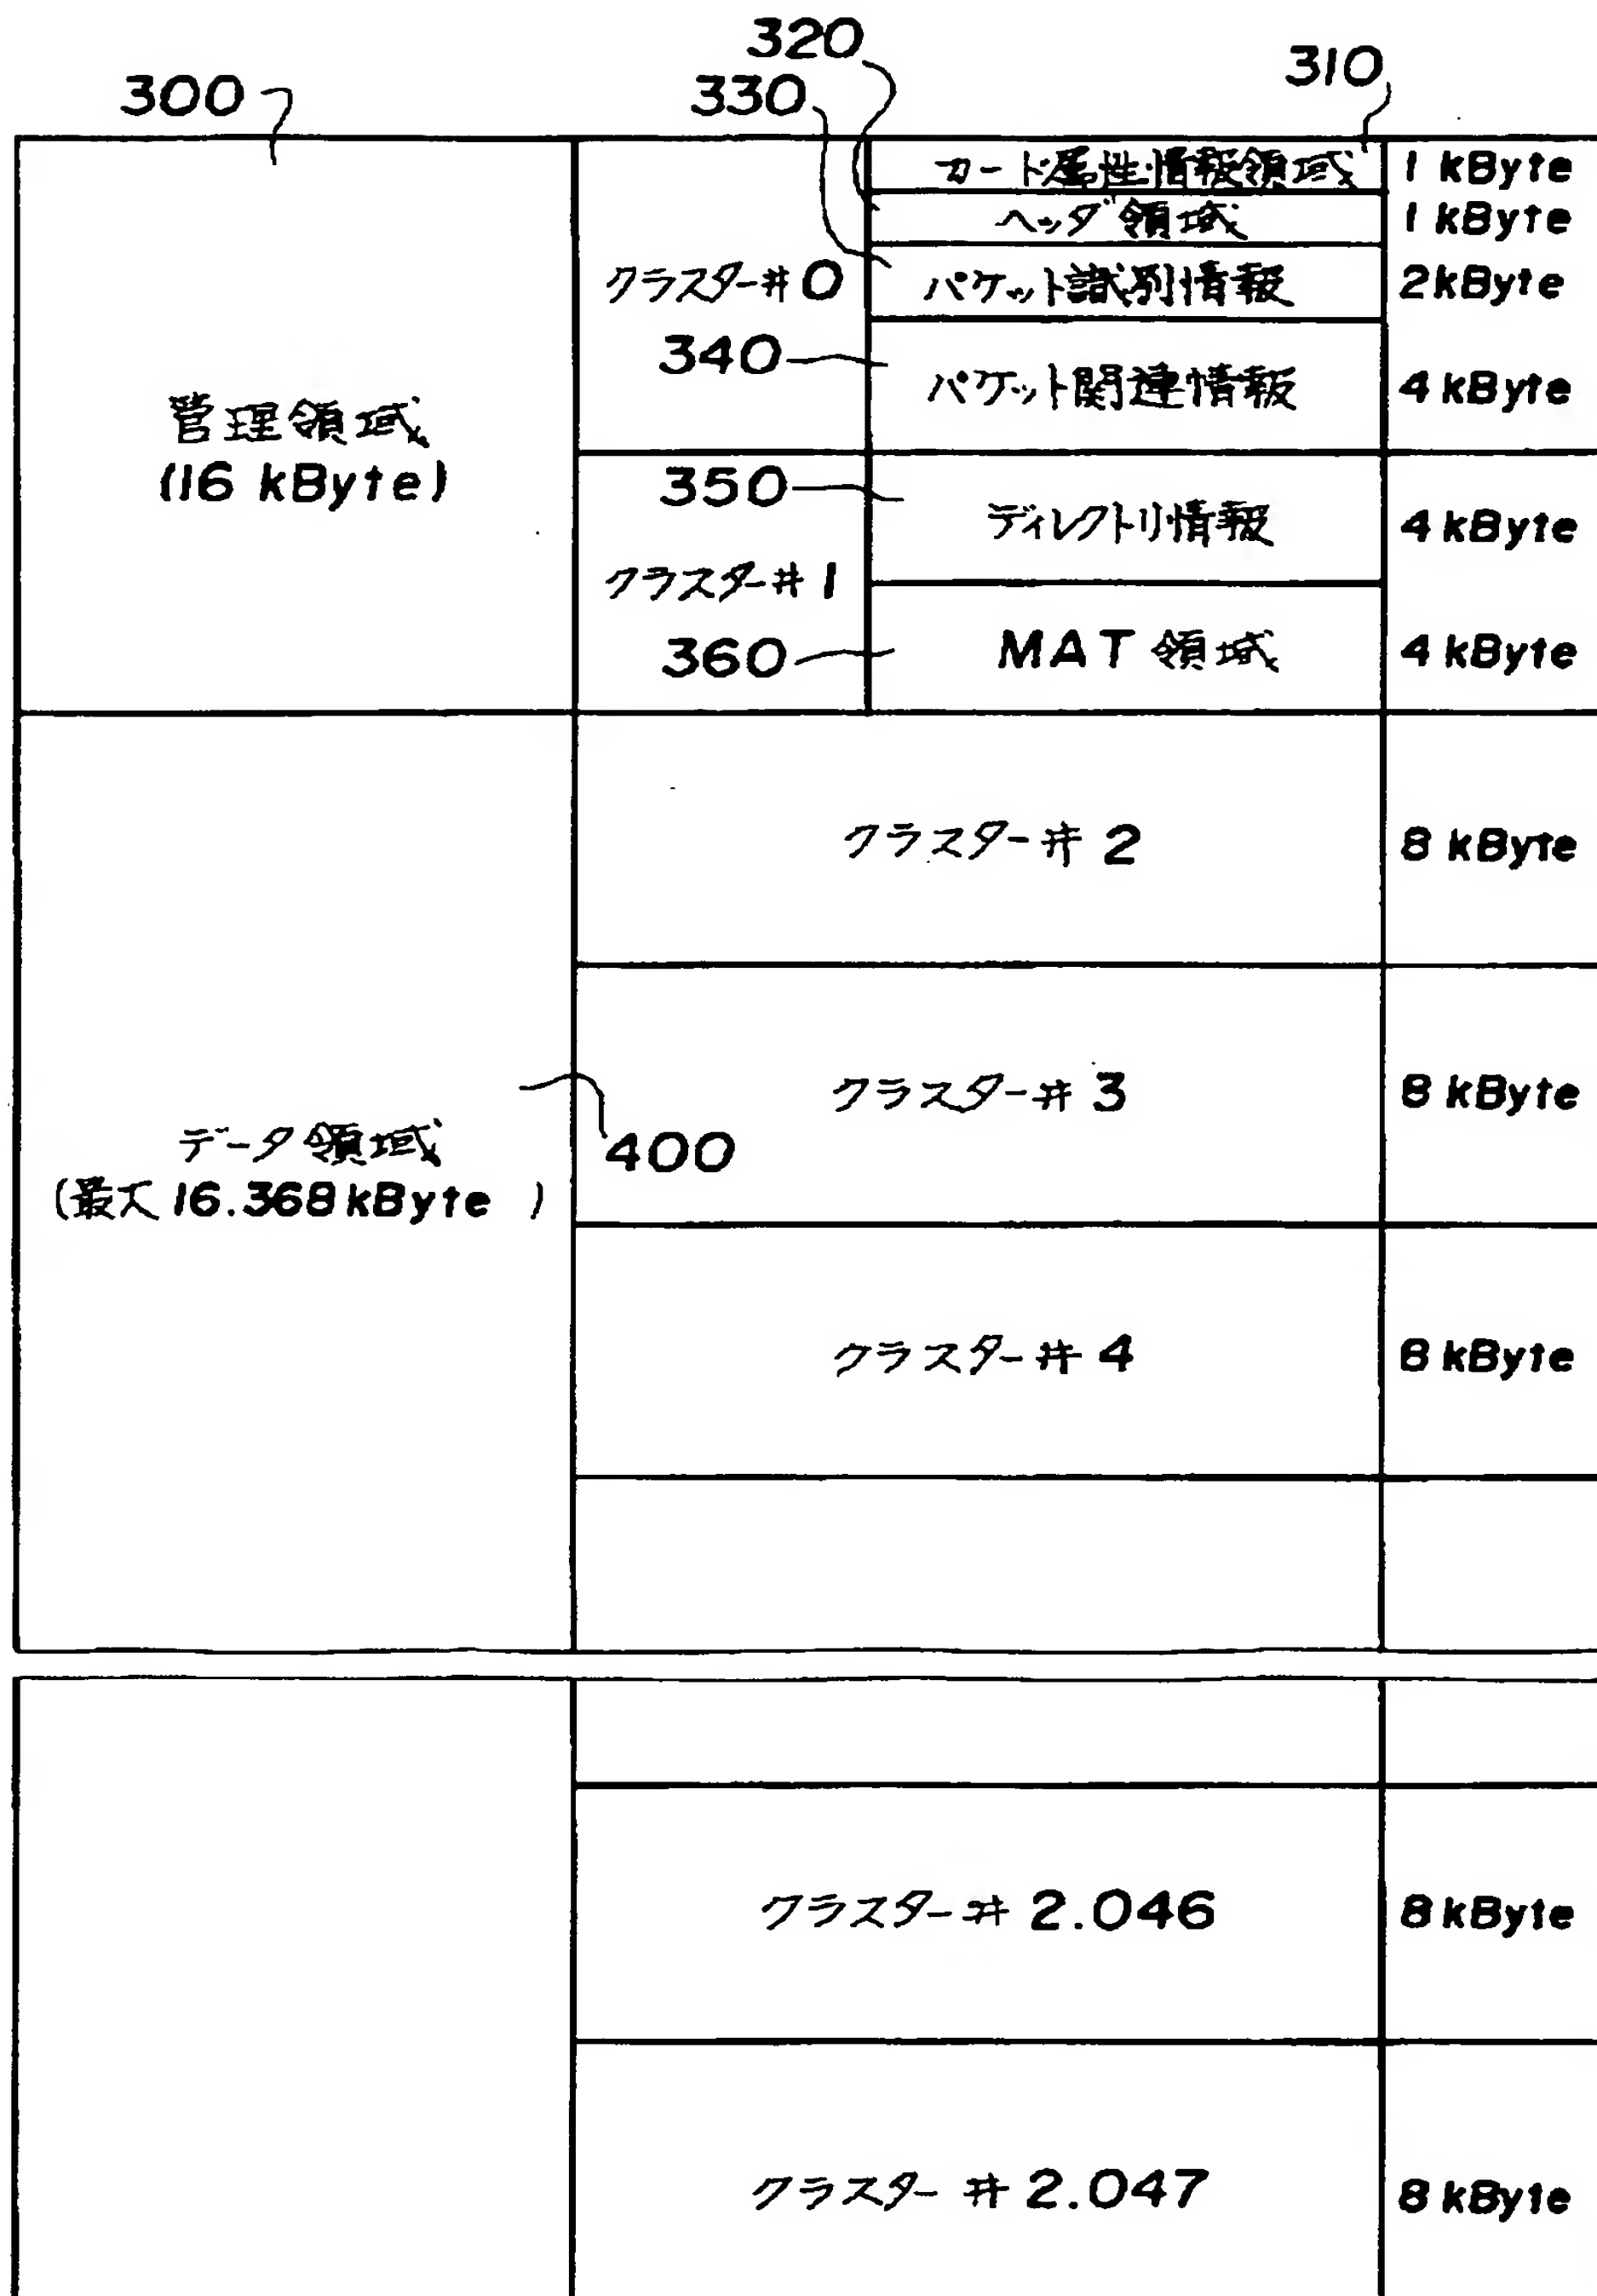 320
330
310
300
カード属性情報領域 1 kByte
ヘッダ領域 1 kByte
クラスター#0 パケット識別情報 2kByte
340 パケット関連情報 4 kByte
管理領域
(16 kByte)
350 ディレクトリ情報 4 kByte
クラスター#1
360 MAT 領域 4 kByte
クラスター#2 8 kByte
クラスター#3 8 kByte
データ領域
(最大 16.368kByte )
400
クラスター#4 8 kByte
クラスター#2.046 8 kByte
クラスター #2.047 8 kByte